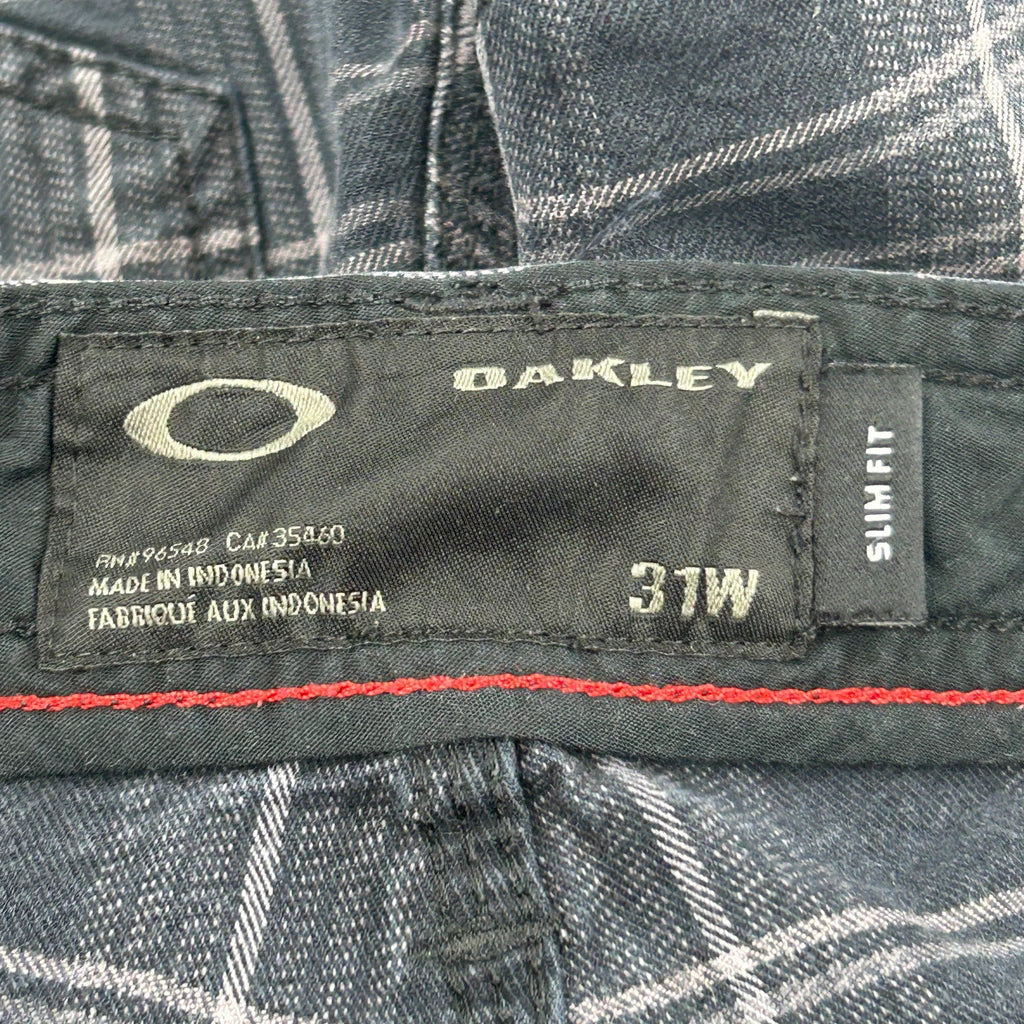 OAKLEY
RN#96548 CA#35460
MADE IN INDONESIA
FABRIQUÉ AUX INDONESIA
31W
SLIM FIT